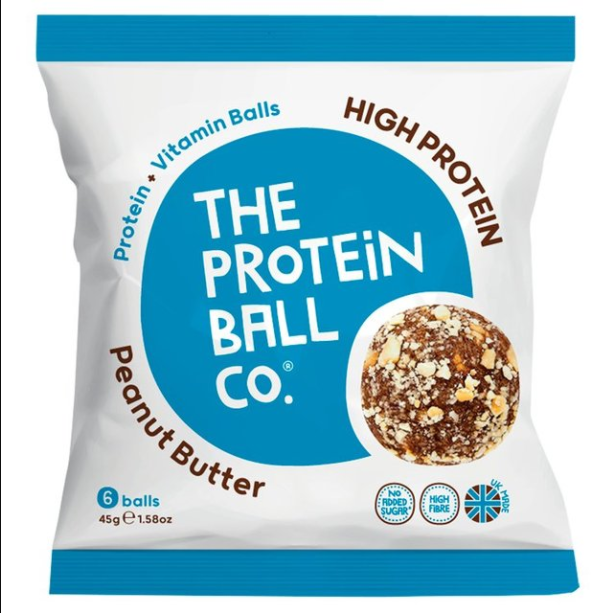 Protein + Vitamin Balls
HIGH PROTEIN
THE
PROTEiN
BALL
CO.®
Peanut Butter
6 balls
45g ℮ 1.58oz
NO
ADDED
SUGAR*
HIGH
FIBRE
UK MADE